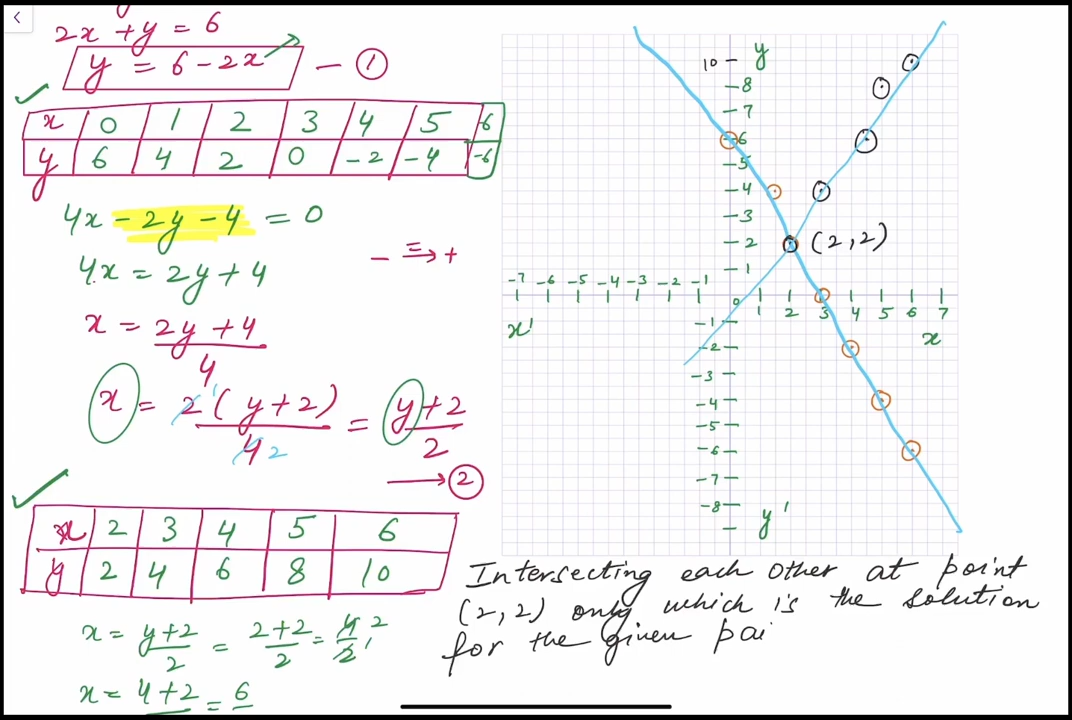 2x + y = 6
y = 6 - 2x - ①
x 0 1 2 3 4 5 6
y 6 4 2 0 -2 -4 -6
4x - 2y - 4 = 0
4x = 2y + 4
- ⇒ +
x = 2y + 4 / 4
x = 2 1 (y + 2) / 4 2 = y + 2 / 2
→ ②
x 2 3 4 5 6
y 2 4 6 8 10
x = y + 2 / 2 = 2 + 2 / 2 = 4 2 / 2 1
x = 4 + 2 = 6
y
10
8
7
6
5
4
3
2 (2, 2)
1
-7 -6 -5 -4 -3 -2 -1 0 1 2 3 4 5 6 7
x' x
-1
-2
-3
-4
-5
-6
-7
-8
y'
Intersecting each other at point
(2, 2) only which is the solution
for the given pai